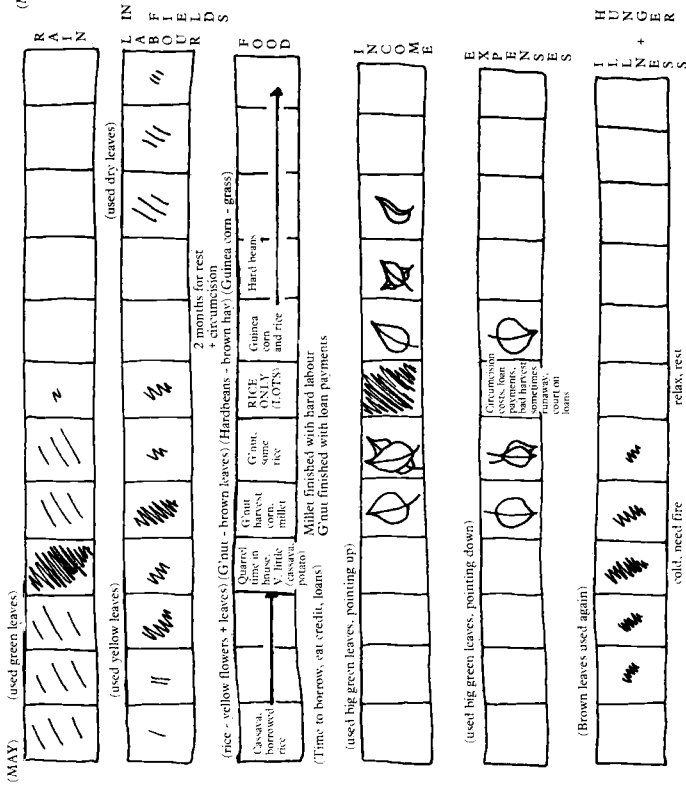 (MAY)
(used green leaves)
RAIN
(used yellow leaves)
(used dry leaves)
LABOUR
IN FIELDS
2 months for rest
+ circumcision
(rice - yellow flowers + leaves) (G'nut - brown leaves) (Hardbeans - brown hay) (Guinea corn - grass)
Cassava,
borrowed
rice
Quarrel
time in
house,
V. little
(cassava,
potato)
G'nut
harvest
corn,
millet
G'nut,
some
rice
RICE
ONLY
(LOTS)
Guinea
corn
and rice
Hard beans
FOOD
(Time to borrow, eat credit, loans)
Millet finished with hard labour
G'nut finished with loan payments
(used big green leaves, pointing up)
INCOME
(used big green leaves, pointing down)
Circumcision
costs, loan
payments,
bad harvest
sometimes
runaway,
court on
loans
EXPENSES
(Brown leaves used again)
cold, need fire
relax, rest
ILLNESS
+
HUNGER